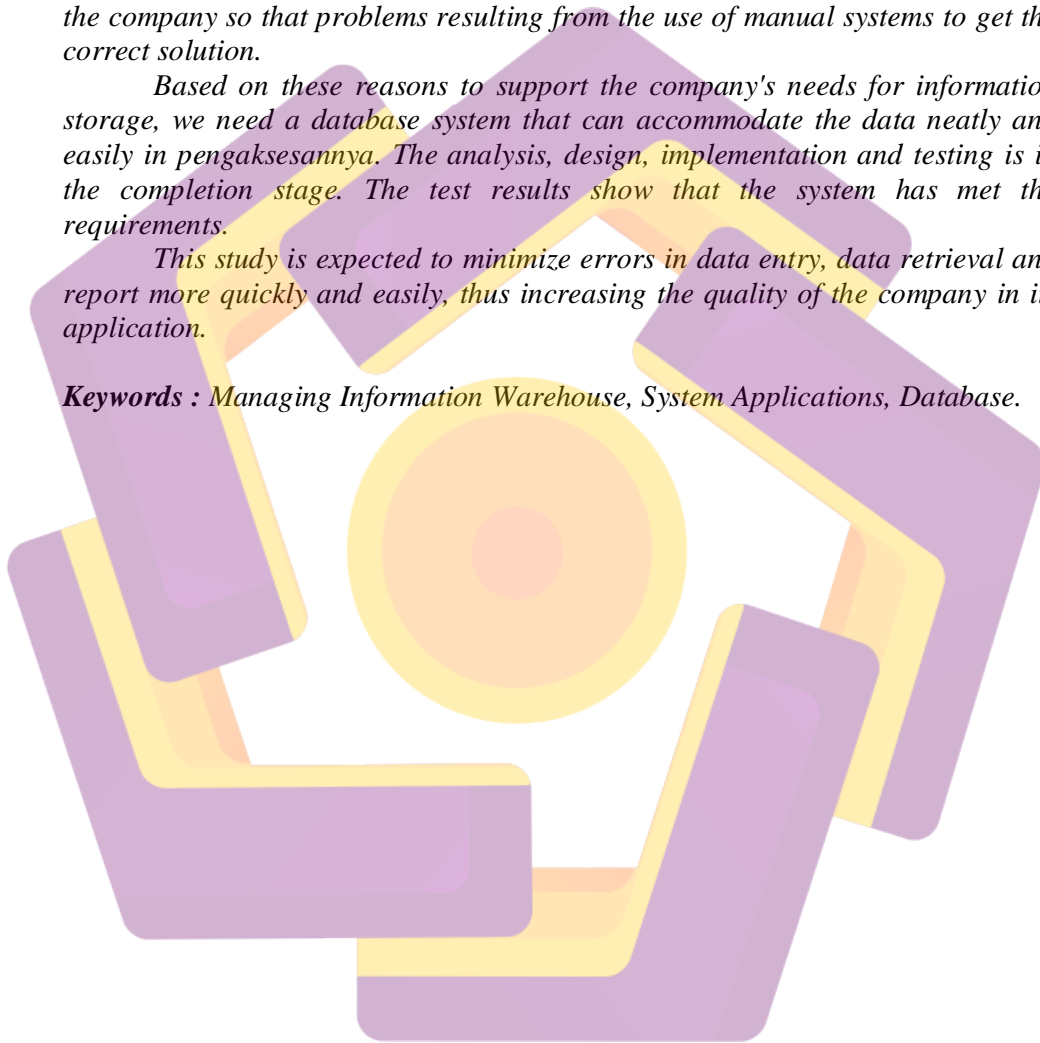 the company so that problems resulting from the use of manual systems to get th
correct solution.
Based on these reasons to support the company's needs for informatio
storage, we need a database system that can accommodate the data neatly an
easily in pengaksesannya. The analysis, design, implementation and testing is i
the completion stage. The test results show that the system has met th
requirements.
This study is expected to minimize errors in data entry, data retrieval an
report more quickly and easily, thus increasing the quality of the company in i
application.
Keywords : Managing Information Warehouse, System Applications, Database.